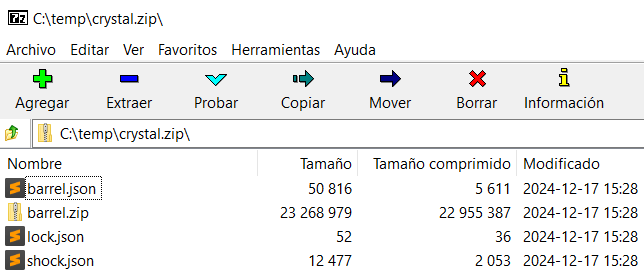 7z C:\temp\crystal.zip\
Archivo Editar Ver Favoritos Herramientas Ayuda
Agregar Extraer Probar Copiar Mover Borrar Información
C:\temp\crystal.zip\
Nombre Tamaño Tamaño comprimido Modificado
barrel.json 50 816 5 611 2024-12-17 15:28
barrel.zip 23 268 979 22 955 387 2024-12-17 15:28
lock.json 52 36 2024-12-17 15:28
shock.json 12 477 2 053 2024-12-17 15:28